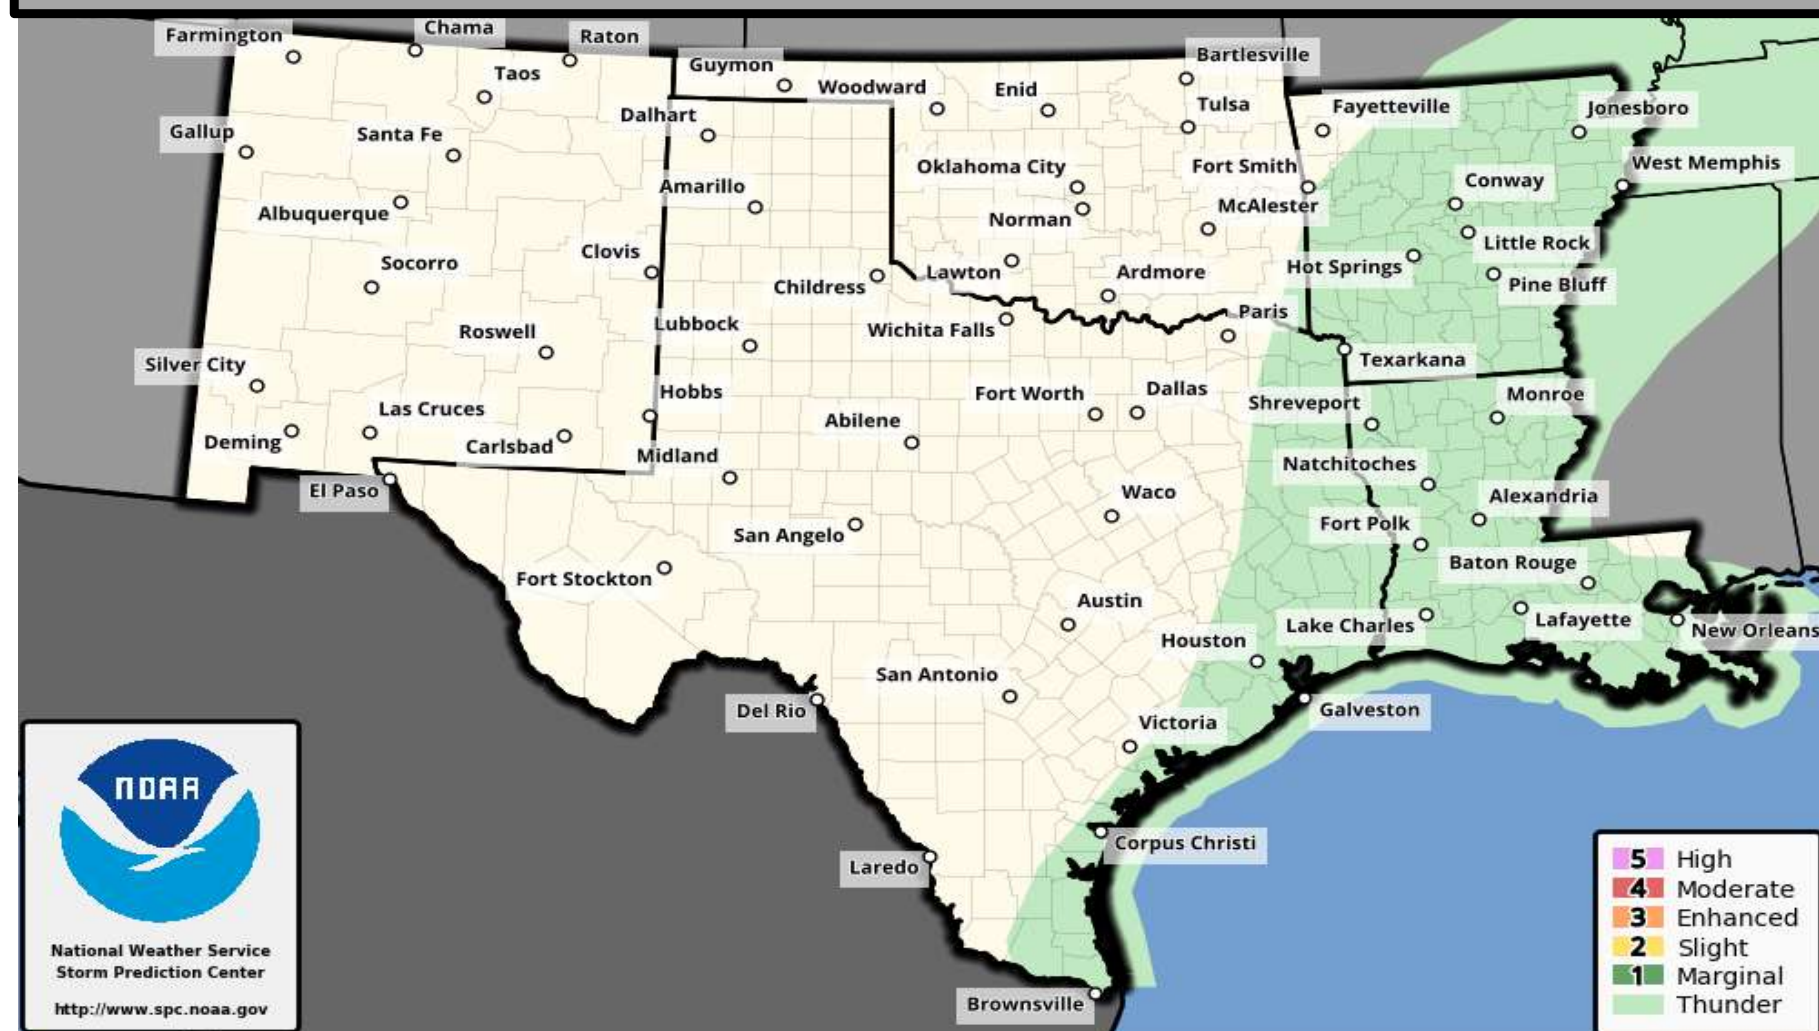 Farmington
Chama
Raton
Taos
Guymon
Woodward
Enid
Bartlesville
Tulsa
Fayetteville
Jonesboro
Gallup
Santa Fe
Dalhart
Oklahoma City
Fort Smith
Conway
West Memphis
Albuquerque
Amarillo
Norman
McAlester
Little Rock
Socorro
Clovis
Childress
Lawton
Ardmore
Hot Springs
Pine Bluff
Roswell
Lubbock
Wichita Falls
Paris
Texarkana
Silver City
Hobbs
Fort Worth
Dallas
Shreveport
Monroe
Las Cruces
Deming
Carlsbad
Midland
Abilene
Natchitoches
El Paso
Waco
Alexandria
San Angelo
Fort Polk
Fort Stockton
Baton Rouge
Austin
Houston
Lake Charles
Lafayette
New Orleans
San Antonio
Del Rio
Victoria
Galveston
Corpus Christi
Laredo
Brownsville
NOAA
National Weather Service
Storm Prediction Center
http://www.spc.noaa.gov
5 High
4 Moderate
3 Enhanced
2 Slight
1 Marginal
Thunder